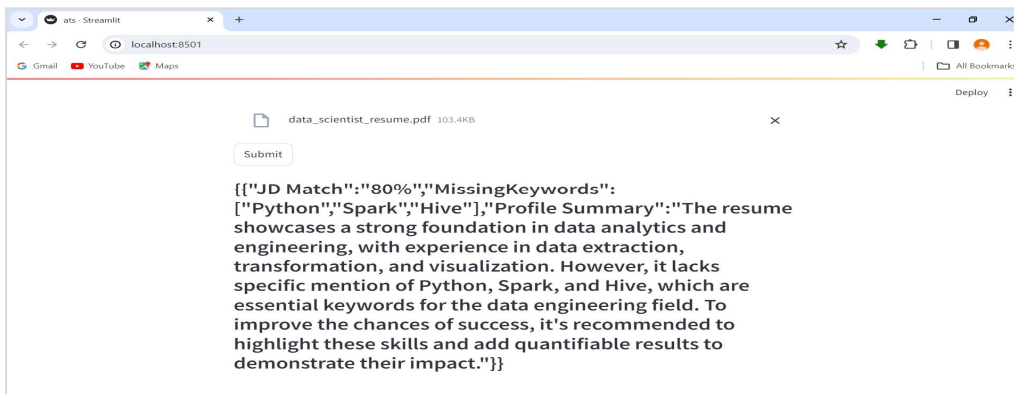 ats · Streamlit
localhost:8501
Gmail YouTube Maps All Bookmarks
Deploy
data_scientist_resume.pdf 103.4KB
Submit
{{"JD Match":"80%","MissingKeywords":
["Python","Spark","Hive"],"Profile Summary":"The resume
showcases a strong foundation in data analytics and
engineering, with experience in data extraction,
transformation, and visualization. However, it lacks
specific mention of Python, Spark, and Hive, which are
essential keywords for the data engineering field. To
improve the chances of success, it's recommended to
highlight these skills and add quantifiable results to
demonstrate their impact."}}